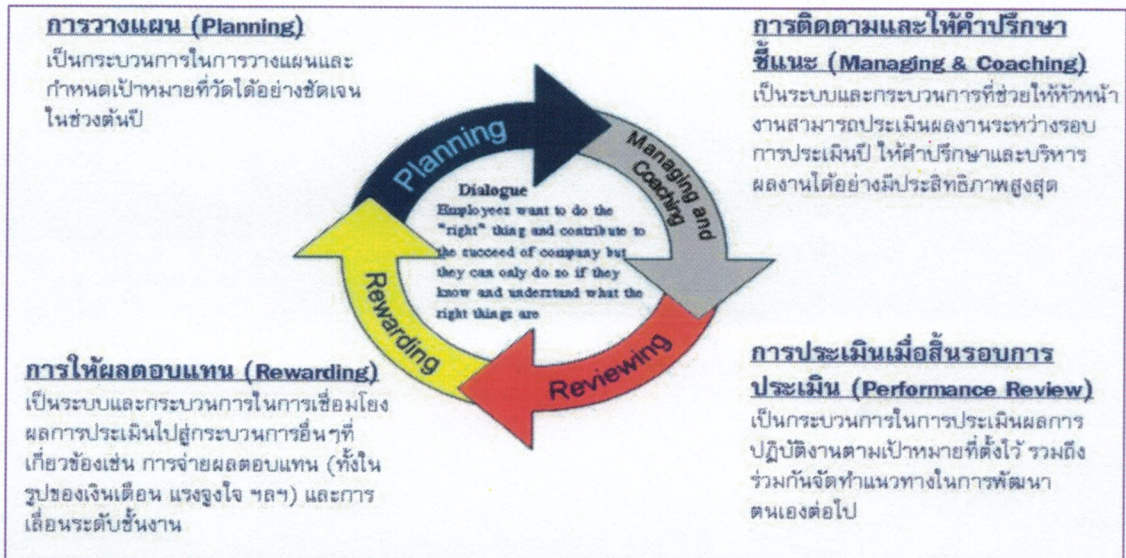 การวางแผน (Planning)
เป็นกระบวนการในการวางแผนและ
กำหนดเป้าหมายที่วัดได้อย่างชัดเจน
ในช่วงต้นปี
การติดตามและให้คำปรึกษา
ชี้แนะ (Managing & Coaching)
เป็นระบบและกระบวนการที่ช่วยให้หัวหน้า
งานสามารถประเมินผลงานระหว่างรอบ
การประเมินปี ให้คำปรึกษาและบริหาร
ผลงานได้อย่างมีประสิทธิภาพสูงสุด
Planning
Managing and
Coaching
Dialogue
Employees want to do the
"right" thing and contribute to
the succeed of company but
they can only do so if they
know and understand what the
right things are
Rewarding
Reviewing
การให้ผลตอบแทน (Rewarding)
เป็นระบบและกระบวนการในการเชื่อมโยง
ผลการประเมินไปสู่กระบวนการอื่นๆที่
เกี่ยวข้องเช่น การจ่ายผลตอบแทน (ทั้งใน
รูปของเงินเดือน แรงจูงใจ ฯลฯ) และการ
เลื่อนระดับชั้นงาน
การประเมินเมื่อสิ้นรอบการ
ประเมิน (Performance Review)
เป็นกระบวนการในการประเมินผลการ
ปฏิบัติงานตามเป้าหมายที่ตั้งไว้ รวมถึง
ร่วมกันจัดทำแนวทางในการพัฒนา
ตนเองต่อไป